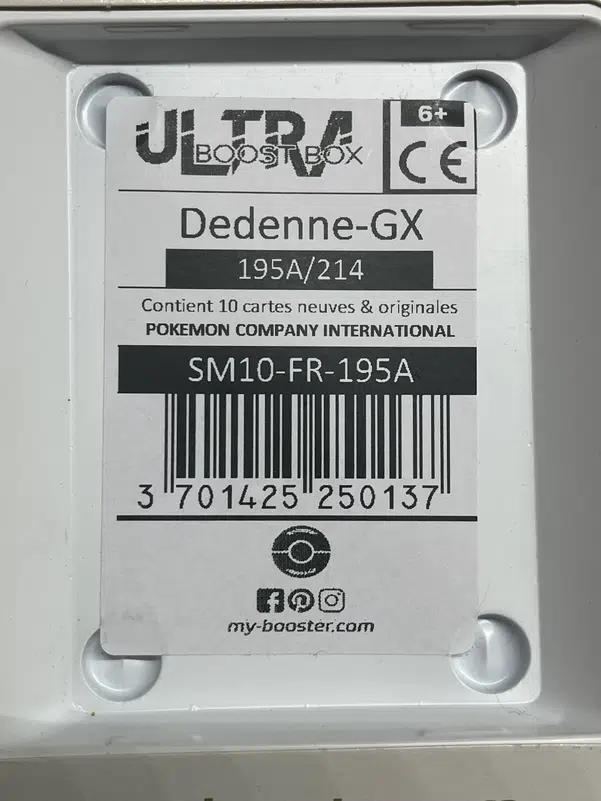 ULTRA
BOOST BOX
6+
CE
Dedenne-GX
195A/214
Contient 10 cartes neuves & originales
POKEMON COMPANY INTERNATIONAL
SM10-FR-195A
3 701425 250137
my-booster.com